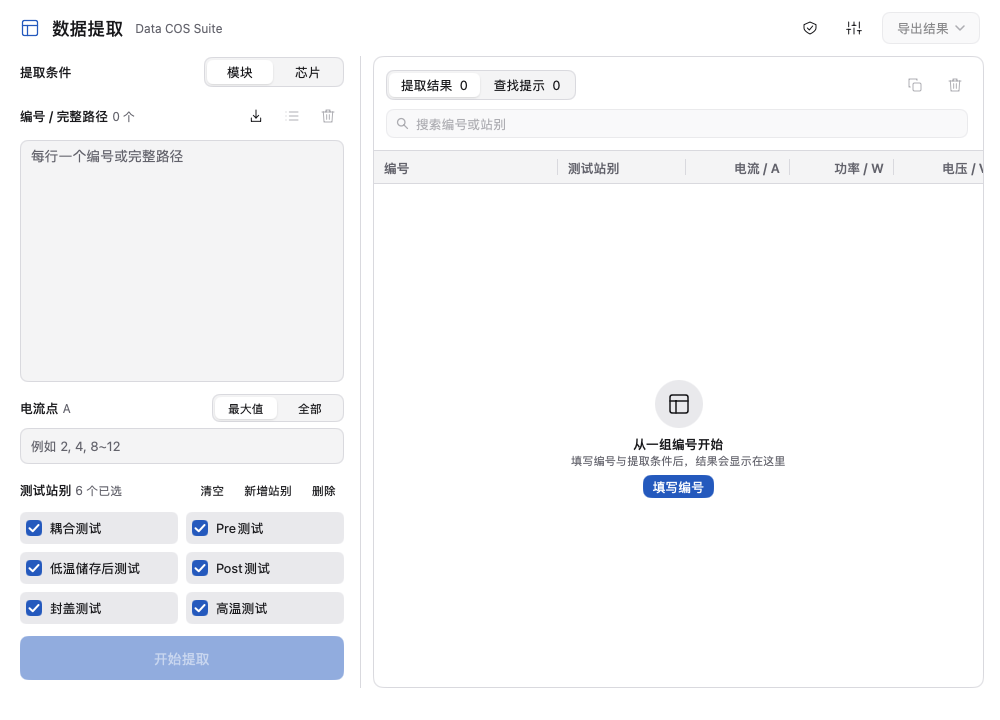 数据提取 Data COS Suite
导出结果
提取条件
模块 芯片
编号 / 完整路径 0 个
每行一个编号或完整路径
电流点 A
最大值 全部
例如 2, 4, 8~12
测试站别 6 个已选
清空 新增站别 删除
耦合测试 Pre 测试
低温储存后测试 Post 测试
封盖测试 高温测试
开始提取
提取结果 0 查找提示 0
搜索编号或站别
编号 测试站别 电流 / A 功率 / W 电压 / V
从一组编号开始
填写编号与提取条件后，结果会显示在这里
填写编号